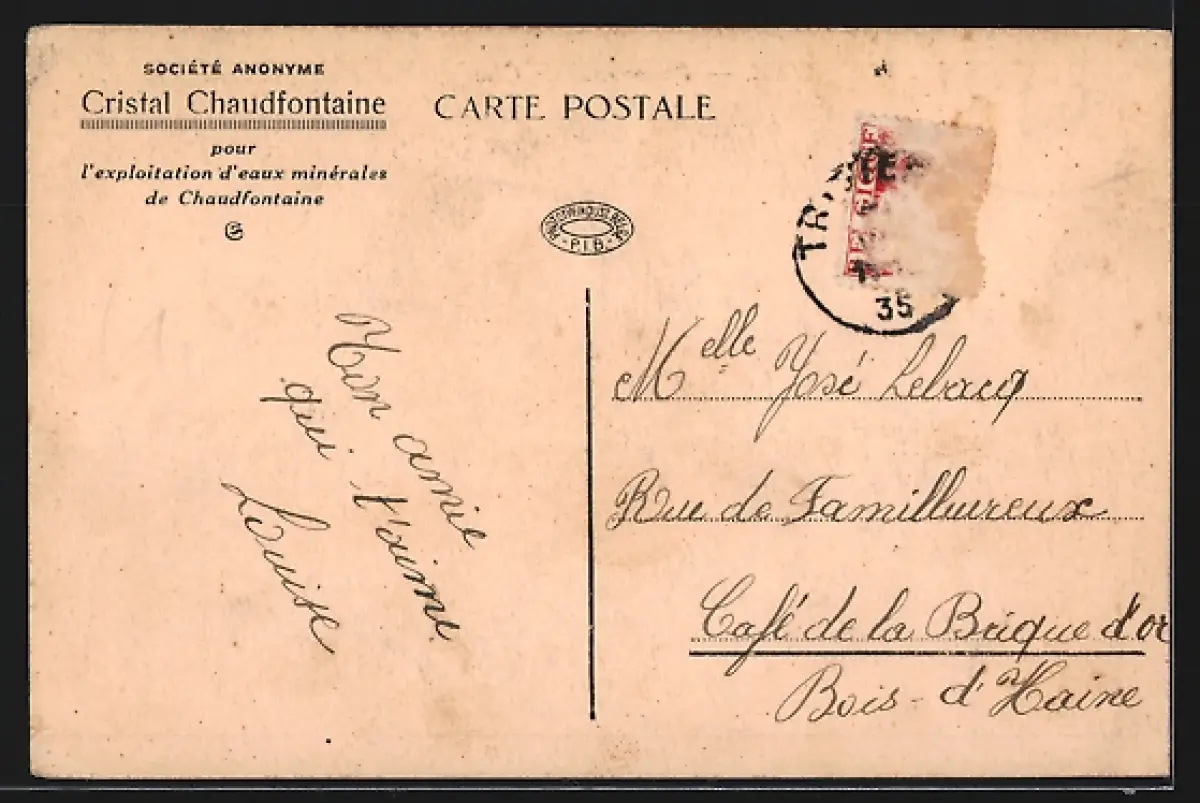 SOCIÉTÉ ANONYME
Cristal Chaudfontaine
pour
l'exploitation d'eaux minérales
de Chaudfontaine
CARTE POSTALE
- P.I.B. -
35
Mon amie
qui t'aime
Louise
Melle José Lebacq
Rue de Familleureux
Café de la Brique d'or
Bois-d'Haine